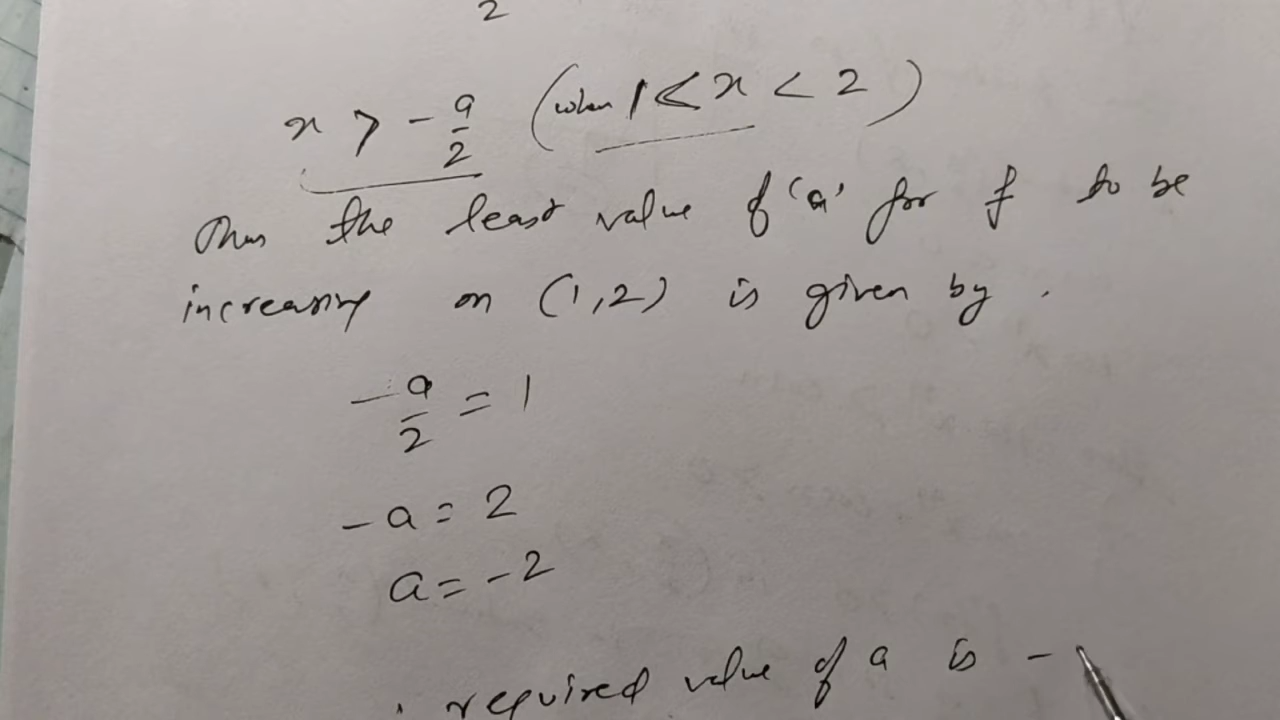 2
x > -a/2 (when 1 < x < 2)
Thus the least value of 'a' for f to be
increasing on (1,2) is given by .
-a/2 = 1
-a = 2
a = -2
. required value of a is -